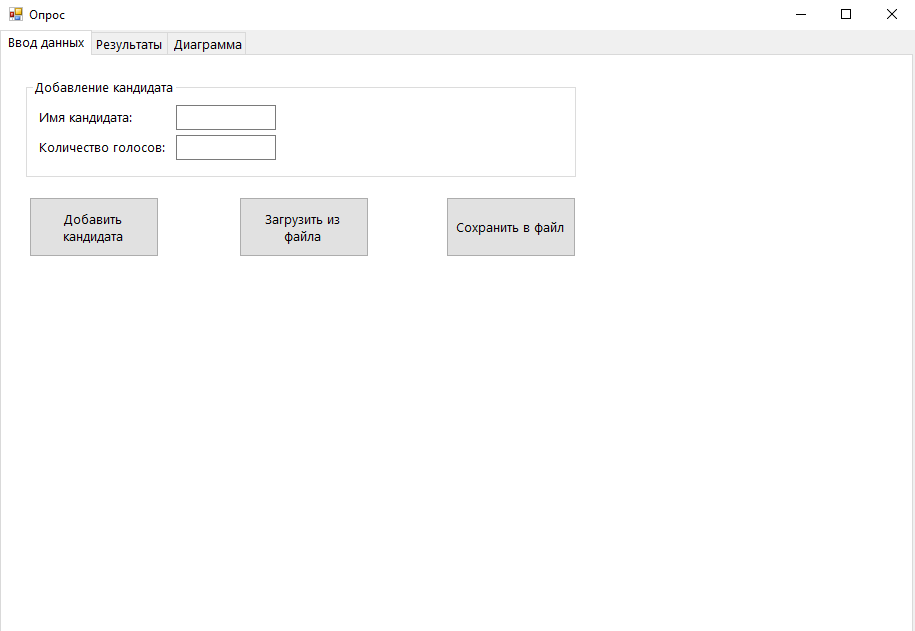 Опрос
Ввод данных Результаты Диаграмма
Добавление кандидата
Имя кандидата:
Количество голосов:
Добавить
кандидата
Загрузить из
файла
Сохранить в файл